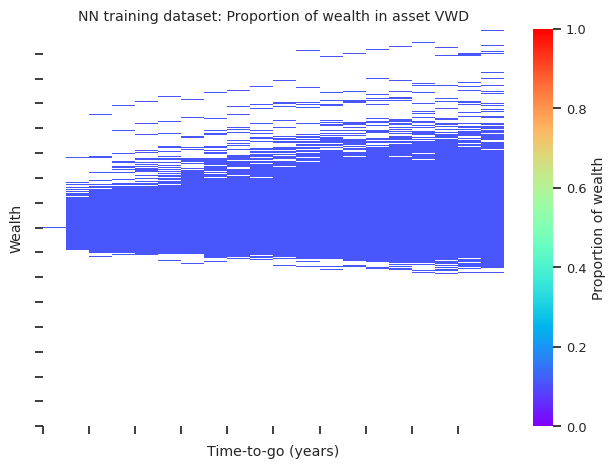 NN training dataset: Proportion of wealth in asset VWD
Wealth
Time-to-go (years)
1.0
0.8
0.6
0.4
0.2
0.0
Proportion of wealth